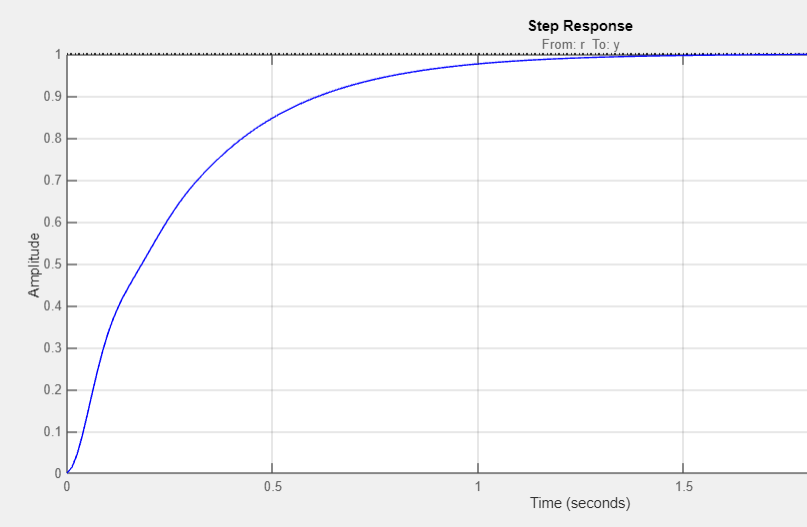 Step Response
From: r To: y
1
0.9
0.8
0.7
0.6
0.5
0.4
0.3
0.2
0.1
0
Amplitude
0 0.5 1 1.5
Time (seconds)